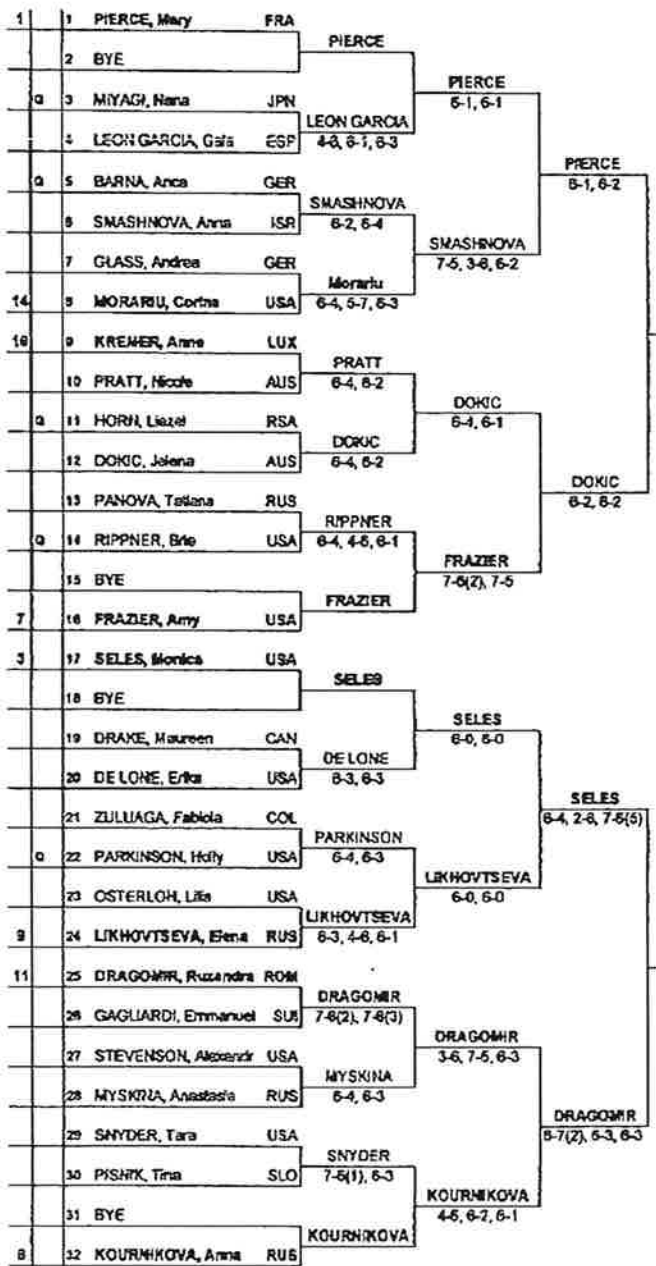 1 1 PIERCE, Mary FRA
2 BYE
Q 3 MIYAGI, Nana JPN
4 LEON GARCIA, Gala ESP
Q 5 BARNA, Anca GER
6 SMASHNOVA, Anna ISR
7 GLASS, Andrea GER
14 8 MORARIU, Corina USA
16 9 KREMER, Anne LUX
10 PRATT, Nicole AUS
Q 11 HORN, Liezel RSA
12 DOKIC, Jelena AUS
13 PANOVA, Tatiana RUS
Q 14 RIPPNER, Brie USA
15 BYE
7 16 FRAZIER, Amy USA
3 17 SELES, Monica USA
18 BYE
19 DRAKE, Maureen CAN
20 DE LONE, Erika USA
21 ZULUAGA, Fabiola COL
Q 22 PARKINSON, Holly USA
23 OSTERLOH, Lilia USA
9 24 LIKHOVTSEVA, Elena RUS
11 25 DRAGOMIR, Ruxandra ROM
26 GAGLIARDI, Emmanuel SUI
27 STEVENSON, Alexandr USA
28 MYSKINA, Anastasia RUS
29 SNYDER, Tara USA
30 PISNIK, Tina SLO
31 BYE
8 32 KOURNIKOVA, Anna RUS
PIERCE
LEON GARCIA
4-6, 6-1, 6-3
SMASHNOVA
6-2, 6-4
Morariu
6-4, 5-7, 6-3
PRATT
6-4, 6-2
DOKIC
6-4, 6-2
RIPPNER
6-4, 4-6, 6-1
FRAZIER
SELES
DE LONE
6-3, 6-3
PARKINSON
6-4, 6-3
LIKHOVTSEVA
6-3, 4-6, 6-1
DRAGOMIR
7-6(2), 7-6(3)
MYSKINA
6-4, 6-3
SNYDER
7-6(1), 6-3
KOURNIKOVA
PIERCE
6-1, 6-1
SMASHNOVA
7-5, 3-6, 6-2
DOKIC
6-4, 6-1
FRAZIER
7-6(2), 7-5
SELES
6-0, 6-0
LIKHOVTSEVA
6-0, 6-0
DRAGOMIR
3-6, 7-5, 6-3
KOURNIKOVA
4-6, 6-2, 6-1
PIERCE
6-1, 6-2
DOKIC
6-2, 6-2
SELES
6-4, 2-6, 7-6(5)
DRAGOMIR
6-7(2), 6-3, 6-3